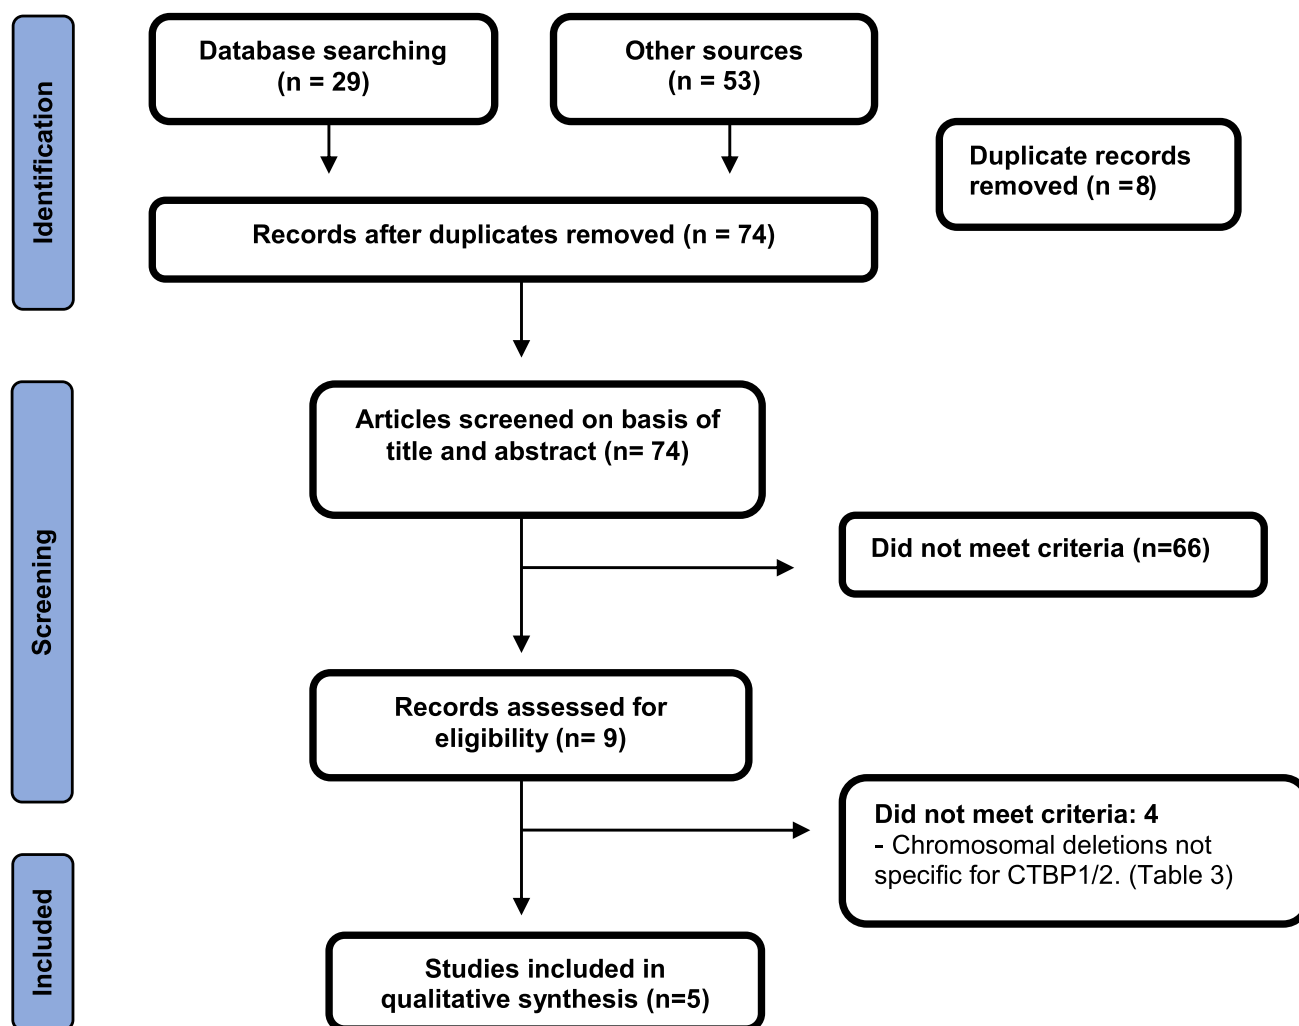 Identification
Database searching
(n = 29)
Other sources
(n = 53)
Duplicate records
removed (n =8)
Records after duplicates removed (n = 74)
Screening
Articles screened on basis of
title and abstract (n= 74)
Did not meet criteria (n=66)
Records assessed for
eligibility (n= 9)
Did not meet criteria: 4
- Chromosomal deletions not
specific for CTBP1/2. (Table 3)
Included
Studies included in
qualitative synthesis (n=5)